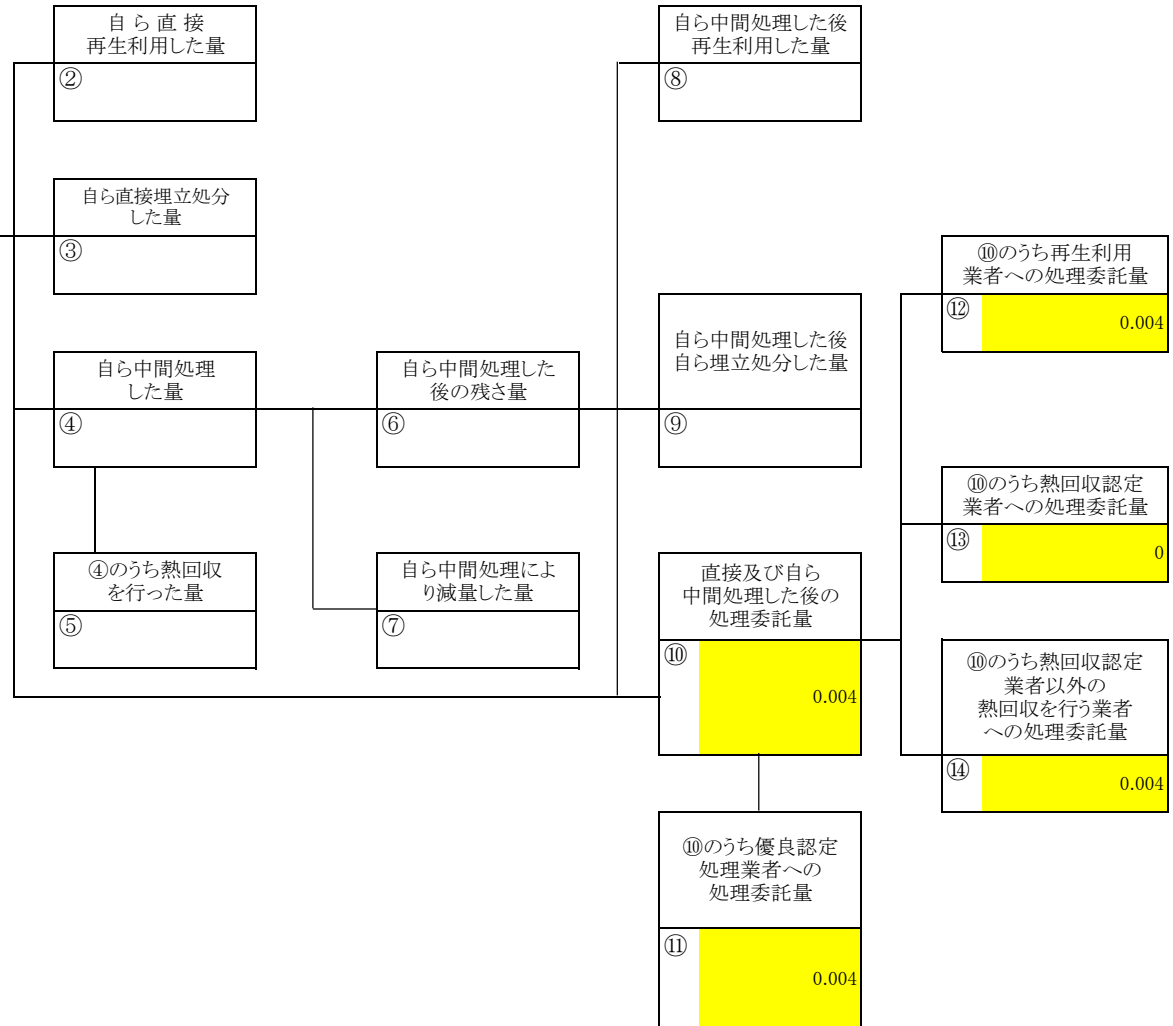 自 ら 直 接
再生利用した量
②
自ら中間処理した後
再生利用した量
⑧
自ら直接埋立処分
した量
③
⑩のうち再生利用
業者への処理委託量
⑫
0.004
自ら中間処理した後
自ら埋立処分した量
⑨
自ら中間処理
した量
④
自ら中間処理した
後の残さ量
⑥
⑩のうち熱回収認定
業者への処理委託量
⑬
0
④のうち熱回収
を行った量
⑤
自ら中間処理によ
り減量した量
⑦
直接及び自ら
中間処理した後の
処理委託量
⑩
0.004
⑩のうち熱回収認定
業者以外の
熱回収を行う業者
への処理委託量
⑭
0.004
⑩のうち優良認定
処理業者への
処理委託量
⑪
0.004